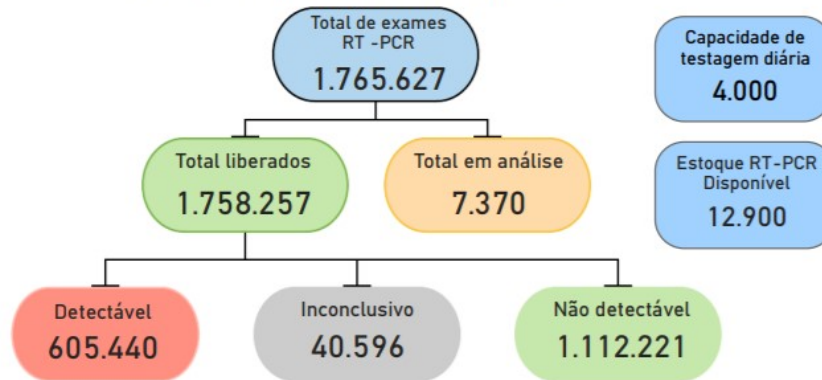 Total de exames
RT -PCR
1.765.627
Capacidade de
testagem diária
4.000
Total liberados
1.758.257
Total em análise
7.370
Estoque RT-PCR
Disponível
12.900
Detectável
605.440
Inconclusivo
40.596
Não detectável
1.112.221